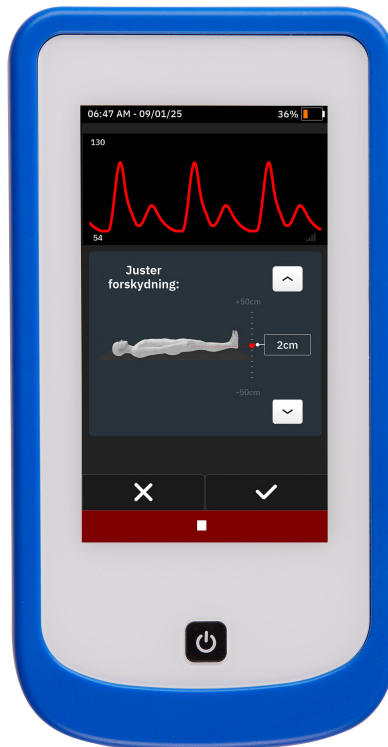 06:47 AM - 09/01/25 36%
130
54
Juster
forskydning:
+50cm
2cm
-50cm